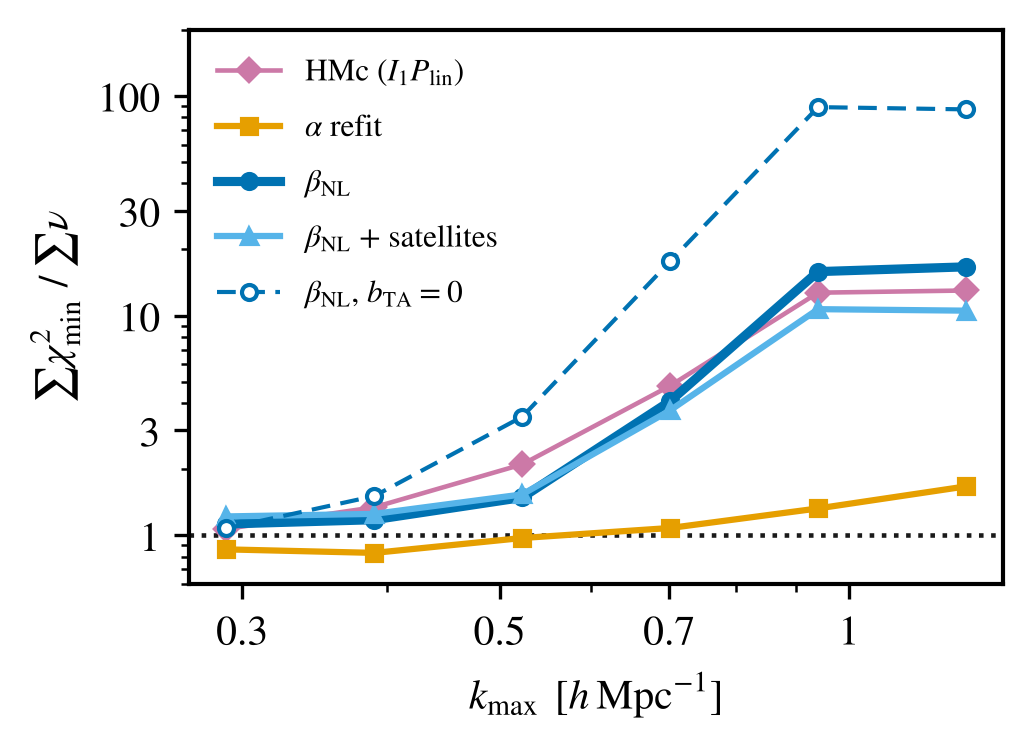 HMc (I₁P_lin)
α refit
β_NL
β_NL + satellites
β_NL, b_TA = 0
100
30
10
3
1
Σχ²_min / Σν
0.3 0.5 0.7 1
k_max [h Mpc⁻¹]